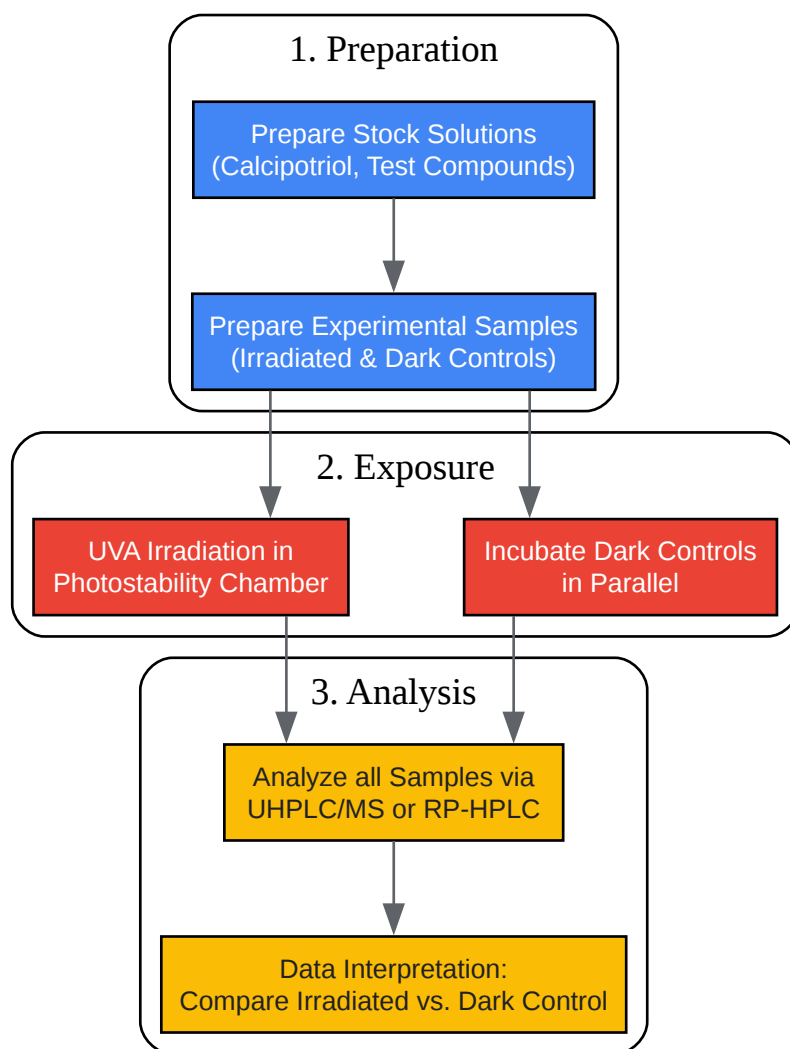 1. Preparation
Prepare Stock Solutions
(Calcipotriol, Test Compounds)
Prepare Experimental Samples
(Irradiated & Dark Controls)
2. Exposure
UVA Irradiation in
Photostability Chamber
Incubate Dark Controls
in Parallel
3. Analysis
Analyze all Samples via
UHPLC/MS or RP-HPLC
Data Interpretation:
Compare Irradiated vs. Dark Control